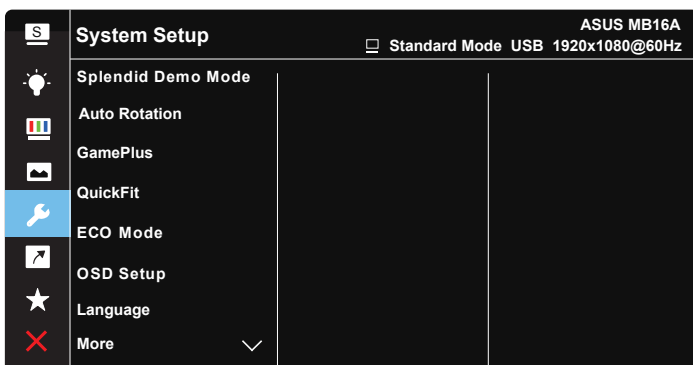 S
System Setup
ASUS MB16A
Standard Mode USB 1920x1080@60Hz
Splendid Demo Mode
Auto Rotation
GamePlus
QuickFit
ECO Mode
OSD Setup
Language
More